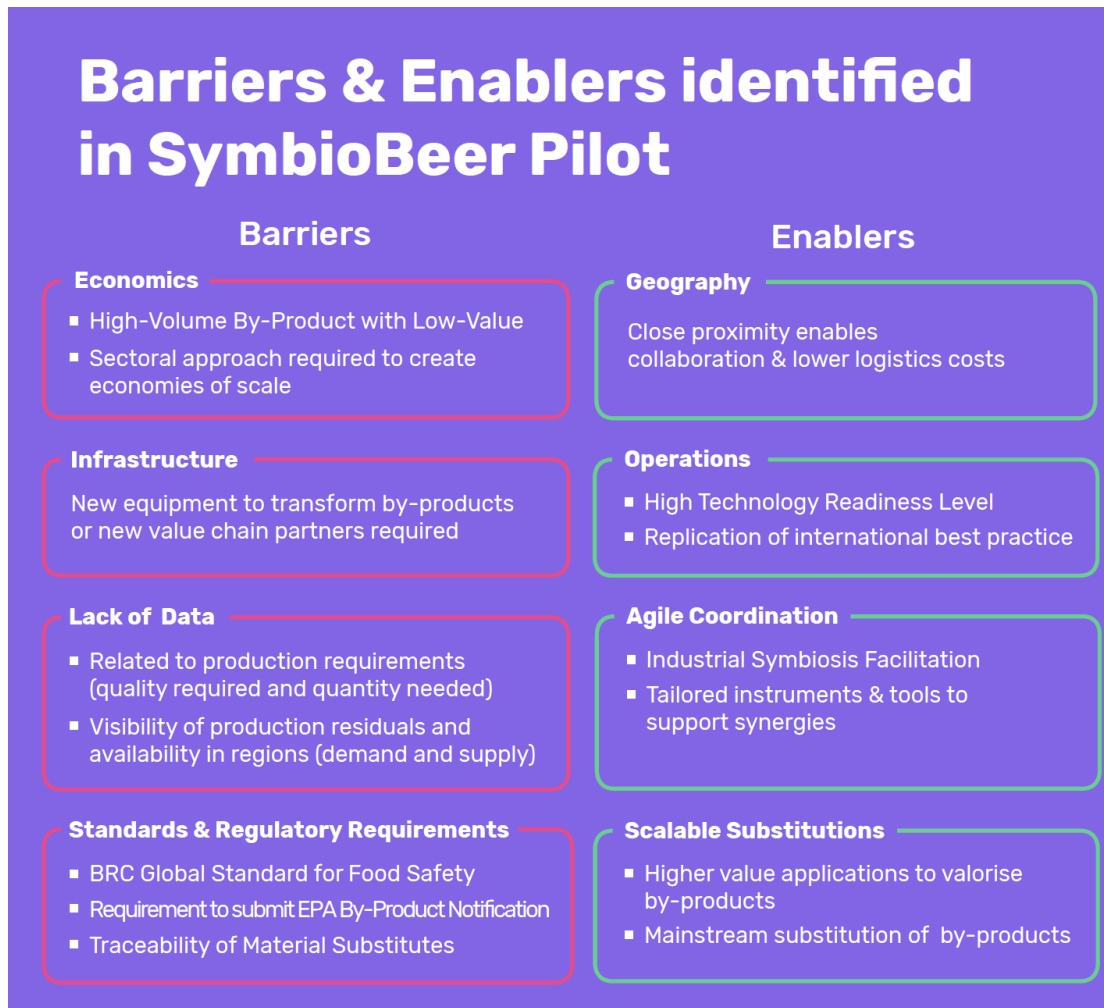 Barriers & Enablers identified
in SymbioBeer Pilot
Barriers
Economics
▪ High-Volume By-Product with Low-Value
▪ Sectoral approach required to create
economies of scale
Infrastructure
New equipment to transform by-products
or new value chain partners required
Lack of Data
▪ Related to production requirements
(quality required and quantity needed)
▪ Visibility of production residuals and
availability in regions (demand and supply)
Standards & Regulatory Requirements
▪ BRC Global Standard for Food Safety
▪ Requirement to submit EPA By-Product Notification
▪ Traceability of Material Substitutes
Enablers
Geography
Close proximity enables
collaboration & lower logistics costs
Operations
▪ High Technology Readiness Level
▪ Replication of international best practice
Agile Coordination
▪ Industrial Symbiosis Facilitation
▪ Tailored instruments & tools to
support synergies
Scalable Substitutions
▪ Higher value applications to valorise
by-products
▪ Mainstream substitution of by-products